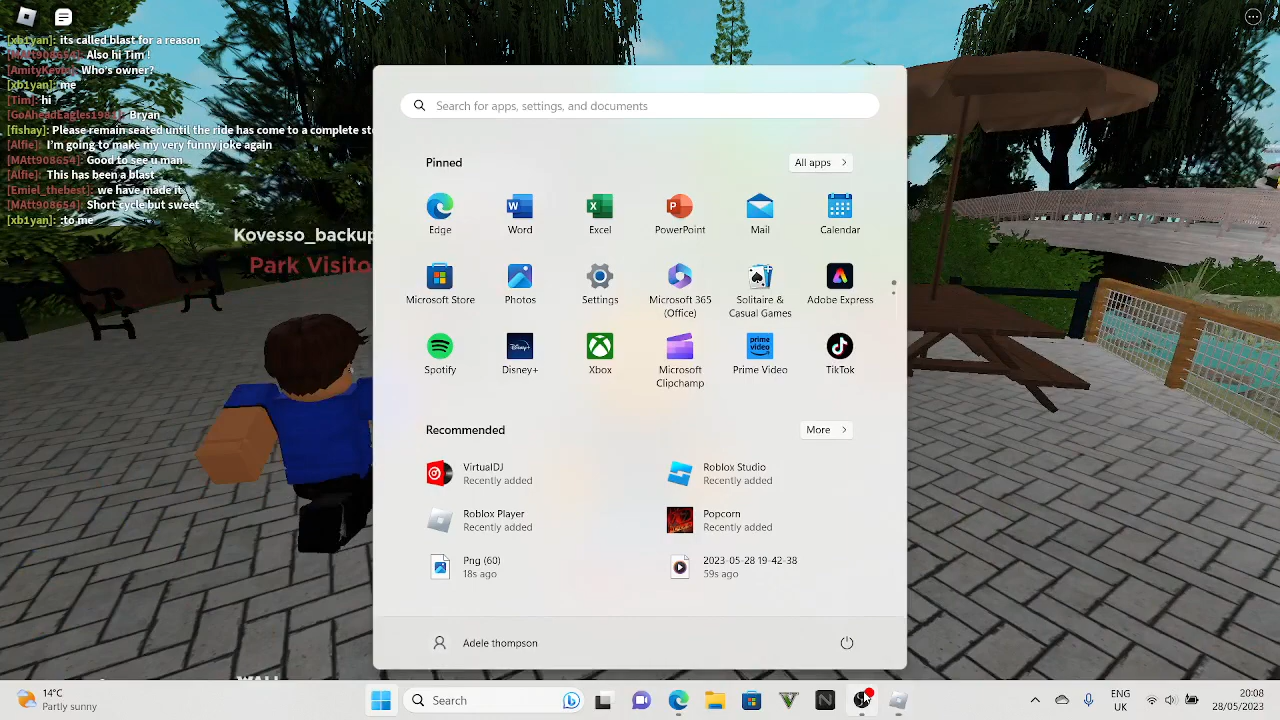 [xb1yan]: its called blast for a reason
[MAtt908654]: Also hi Tim !
[AmityKevin]: Who's owner?
[xb1yan]: me
[Tim]: hi
Bryan
[fishay]: Please remain seated until the ride has come to a complete sto
[Alfie]: I'm going to make my very funny joke again
[MAtt908654]: Good to see u man
[Alfie]: This has been a blast
[Emiel_thebest]: we have made it
[MAtt908654]: Short cycle but sweet
[xb1yan]: :to me
Kovesso_backup
Park Visito
Search for apps, settings, and documents
Pinned
All apps
Edge
Word
Excel
PowerPoint
Mail
Calendar
Microsoft Store
Photos
Settings
Microsoft 365
(Office)
Solitaire &
Casual Games
Adobe Express
Spotify
Disney+
Xbox
Microsoft
Clipchamp
prime
video
Prime Video
TikTok
Recommended
More
VirtualDJ
Recently added
Roblox Studio
Recently added
Roblox Player
Recently added
Popcorn
Recently added
Png (60)
18s ago
2023-05-28 19-42-38
59s ago
Adele thompson
14°C
Partly sunny
Search
ENG
UK
20:08
28/05/2023